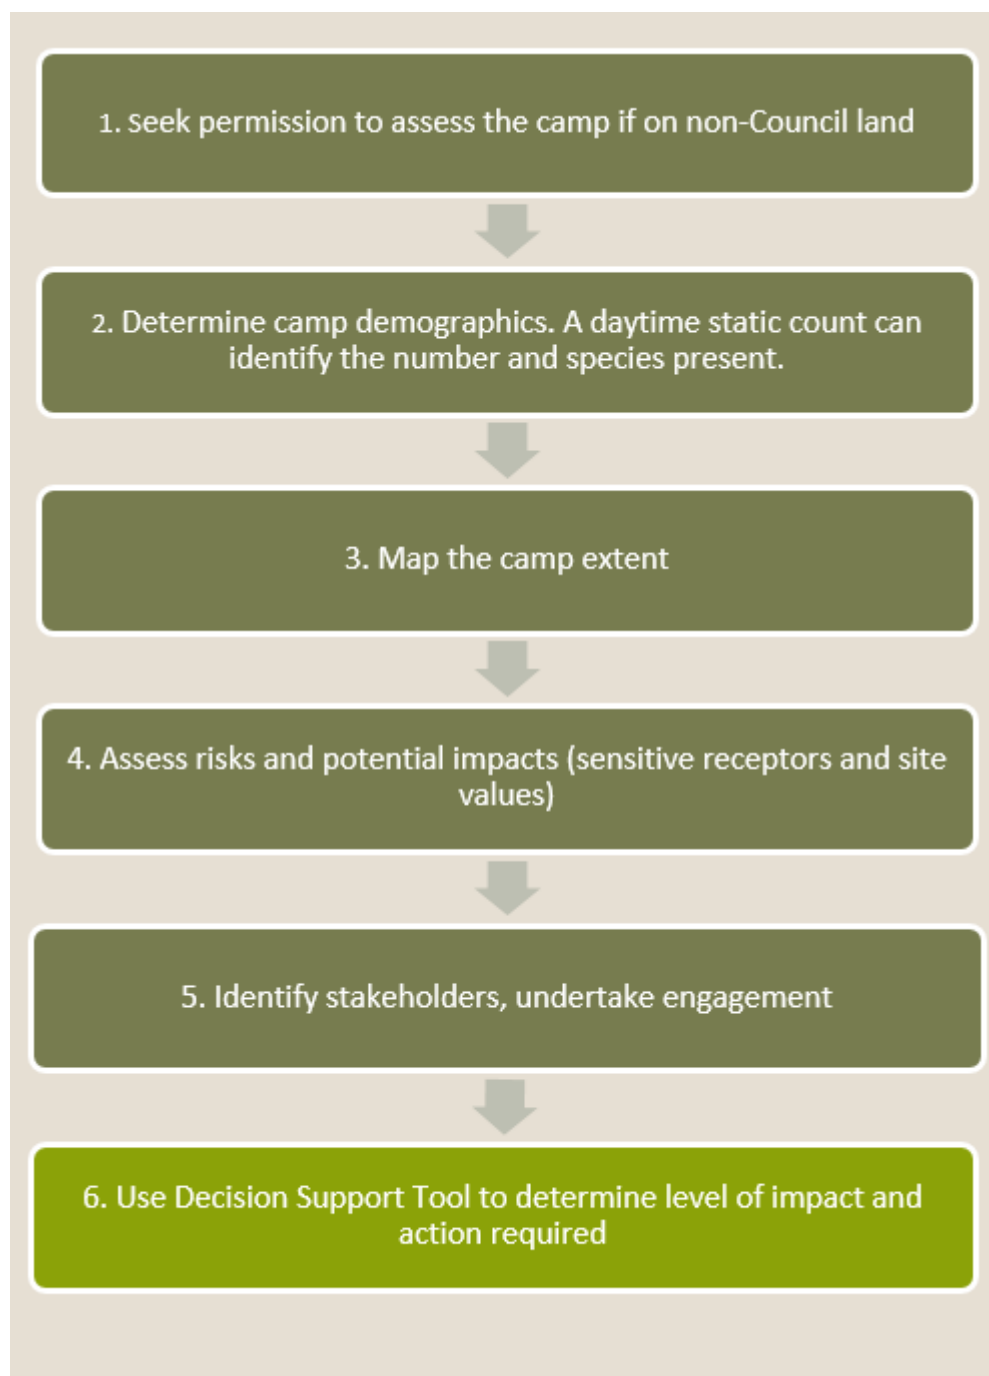 1. Seek permission to assess the camp if on non-Council land
2. Determine camp demographics. A daytime static count can
identify the number and species present.
3. Map the camp extent
4. Assess risks and potential impacts (sensitive receptors and site
values)
5. Identify stakeholders, undertake engagement
6. Use Decision Support Tool to determine level of impact and
action required